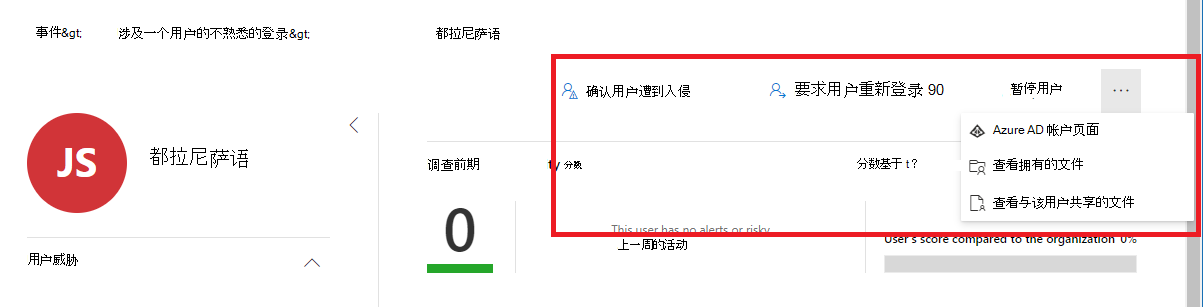 事件&gt; 涉及一个用户的不熟悉的登录&gt; 都拉尼萨语
确认用户遭到入侵 要求用户重新登录 90 暂停用户 ...
Azure AD 帐户页面
查看拥有的文件
查看与该用户共享的文件
JS
都拉尼萨语
用户威胁
调查前期 ty 分数 分数基于 t?
0
This user has no alerts or risky
上一周的活动
User's score compared to the organization 0%